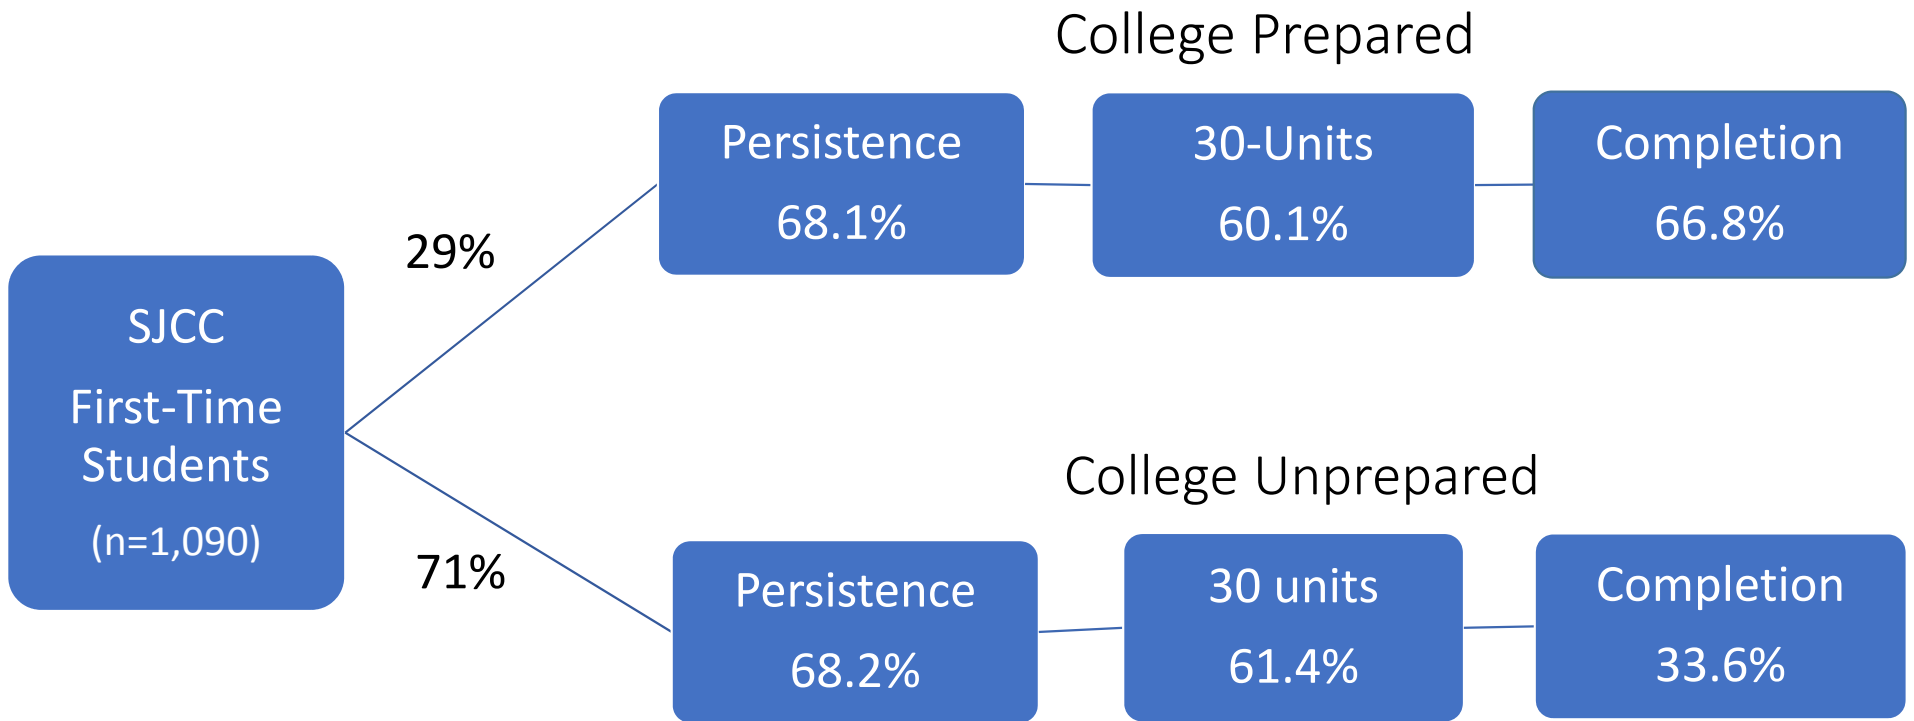 College Prepared
Persistence
68.1%
30-Units
60.1%
Completion
66.8%
29%
SJCC
First-Time
Students
(n=1,090)
71%
College Unprepared
Persistence
68.2%
30 units
61.4%
Completion
33.6%